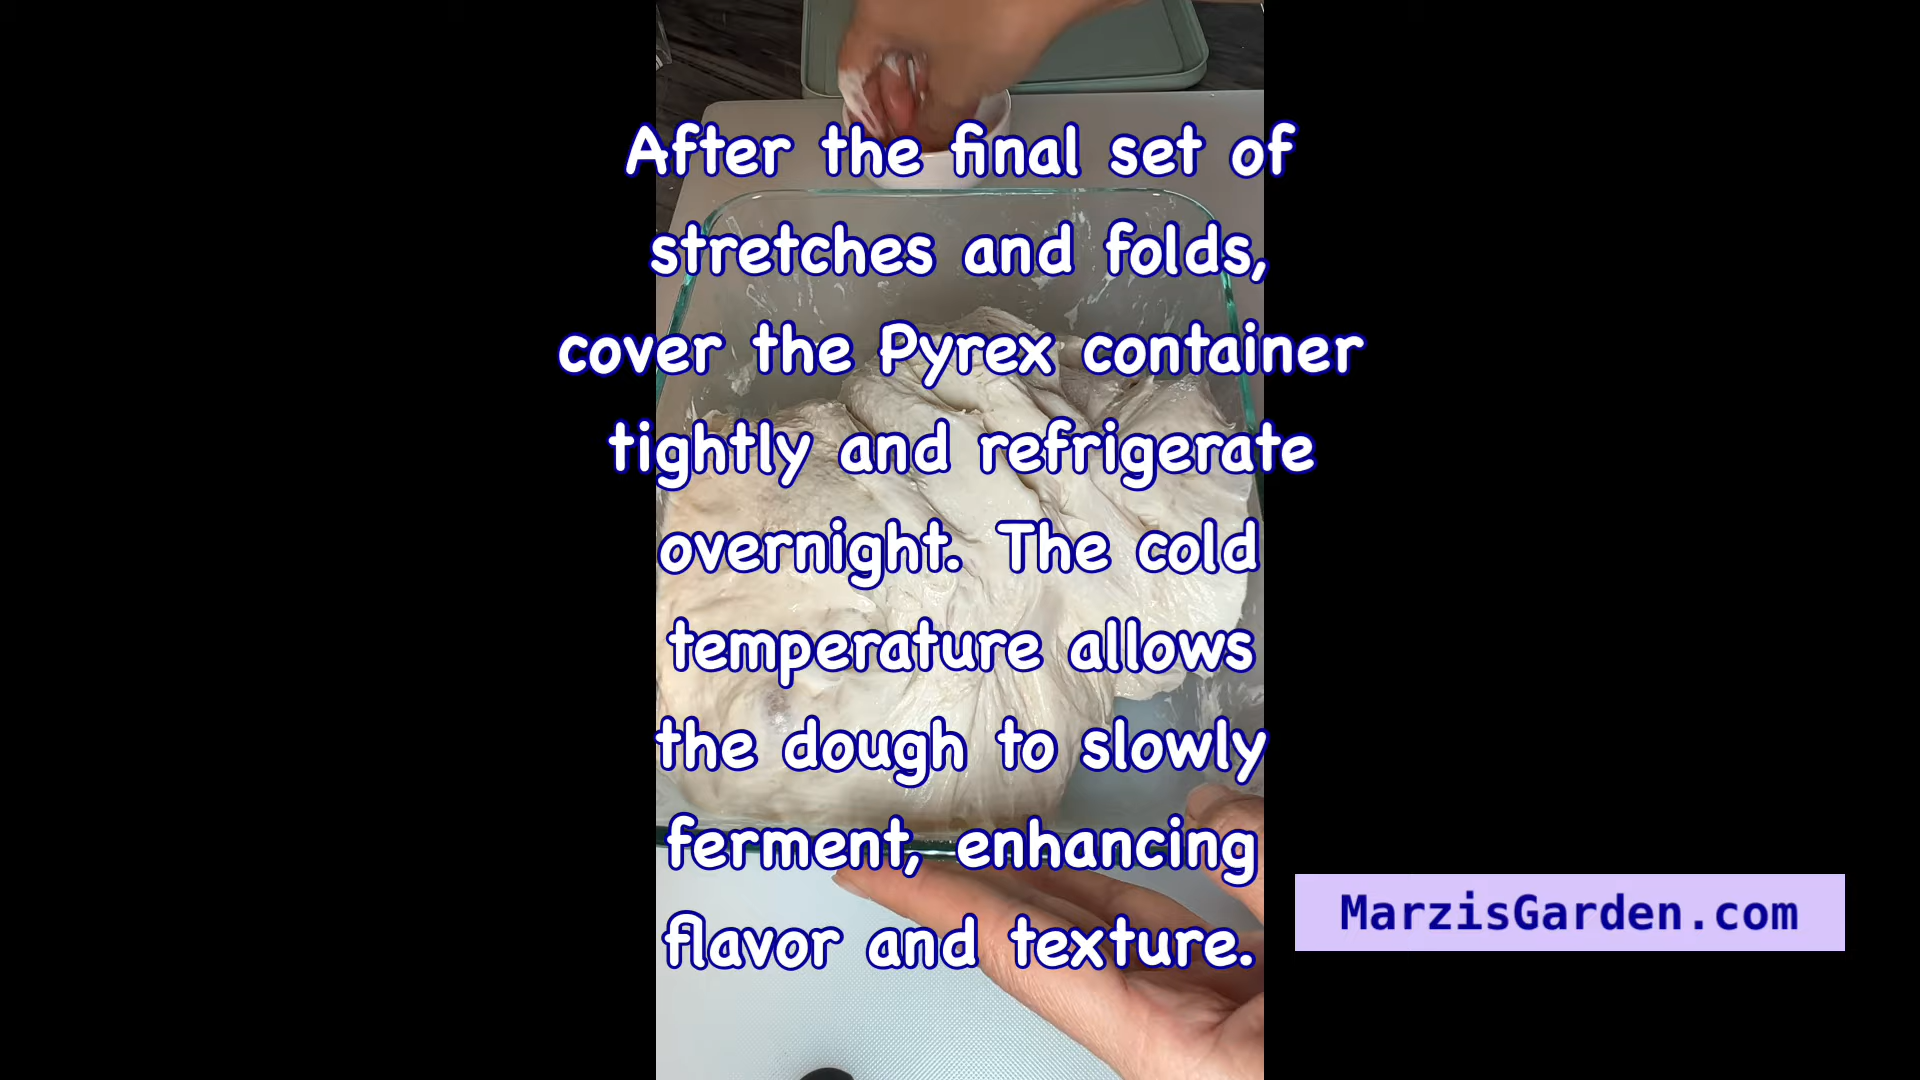 After the final set of
stretches and folds,
cover the Pyrex container
tightly and refrigerate
overnight. The cold
temperature allows
the dough to slowly
ferment, enhancing
flavor and texture.
MarzisGarden.com